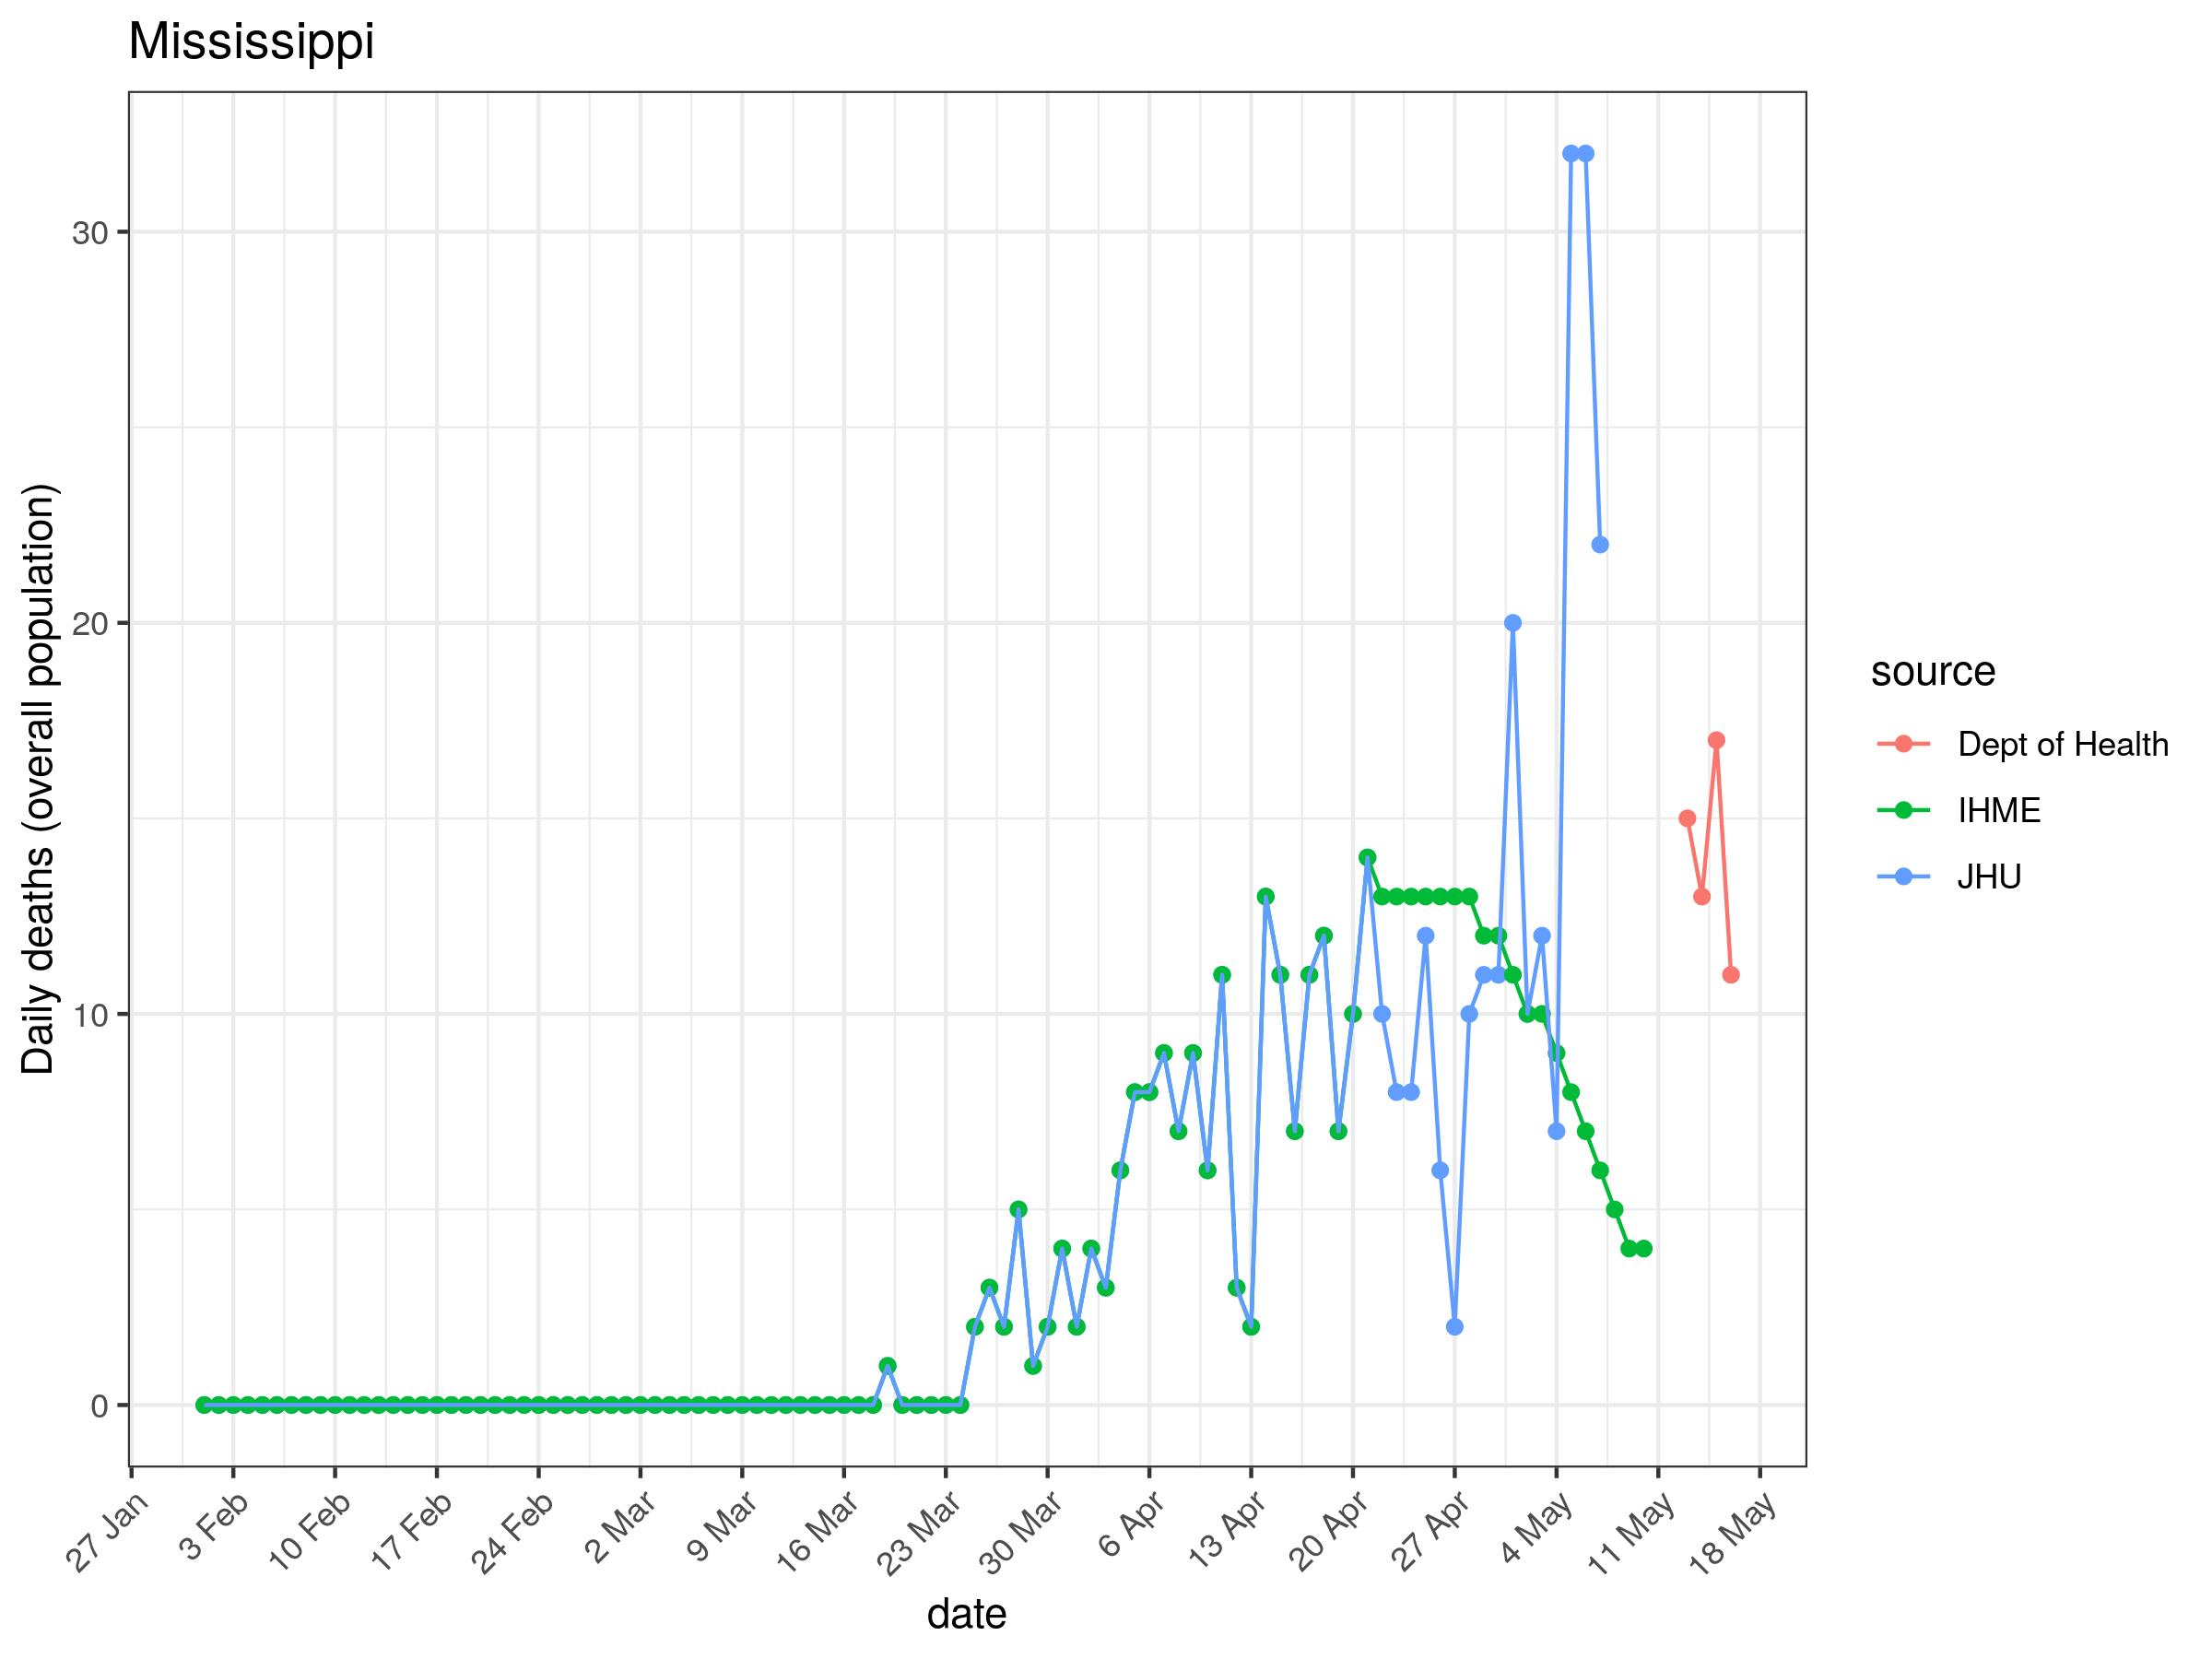 Mississippi
Daily deaths (overall population)
30
20
10
0
27 Jan
3 Feb
10 Feb
17 Feb
24 Feb
2 Mar
9 Mar
16 Mar
23 Mar
30 Mar
6 Apr
13 Apr
20 Apr
27 Apr
4 May
11 May
18 May
date
source
Dept of Health
IHME
JHU